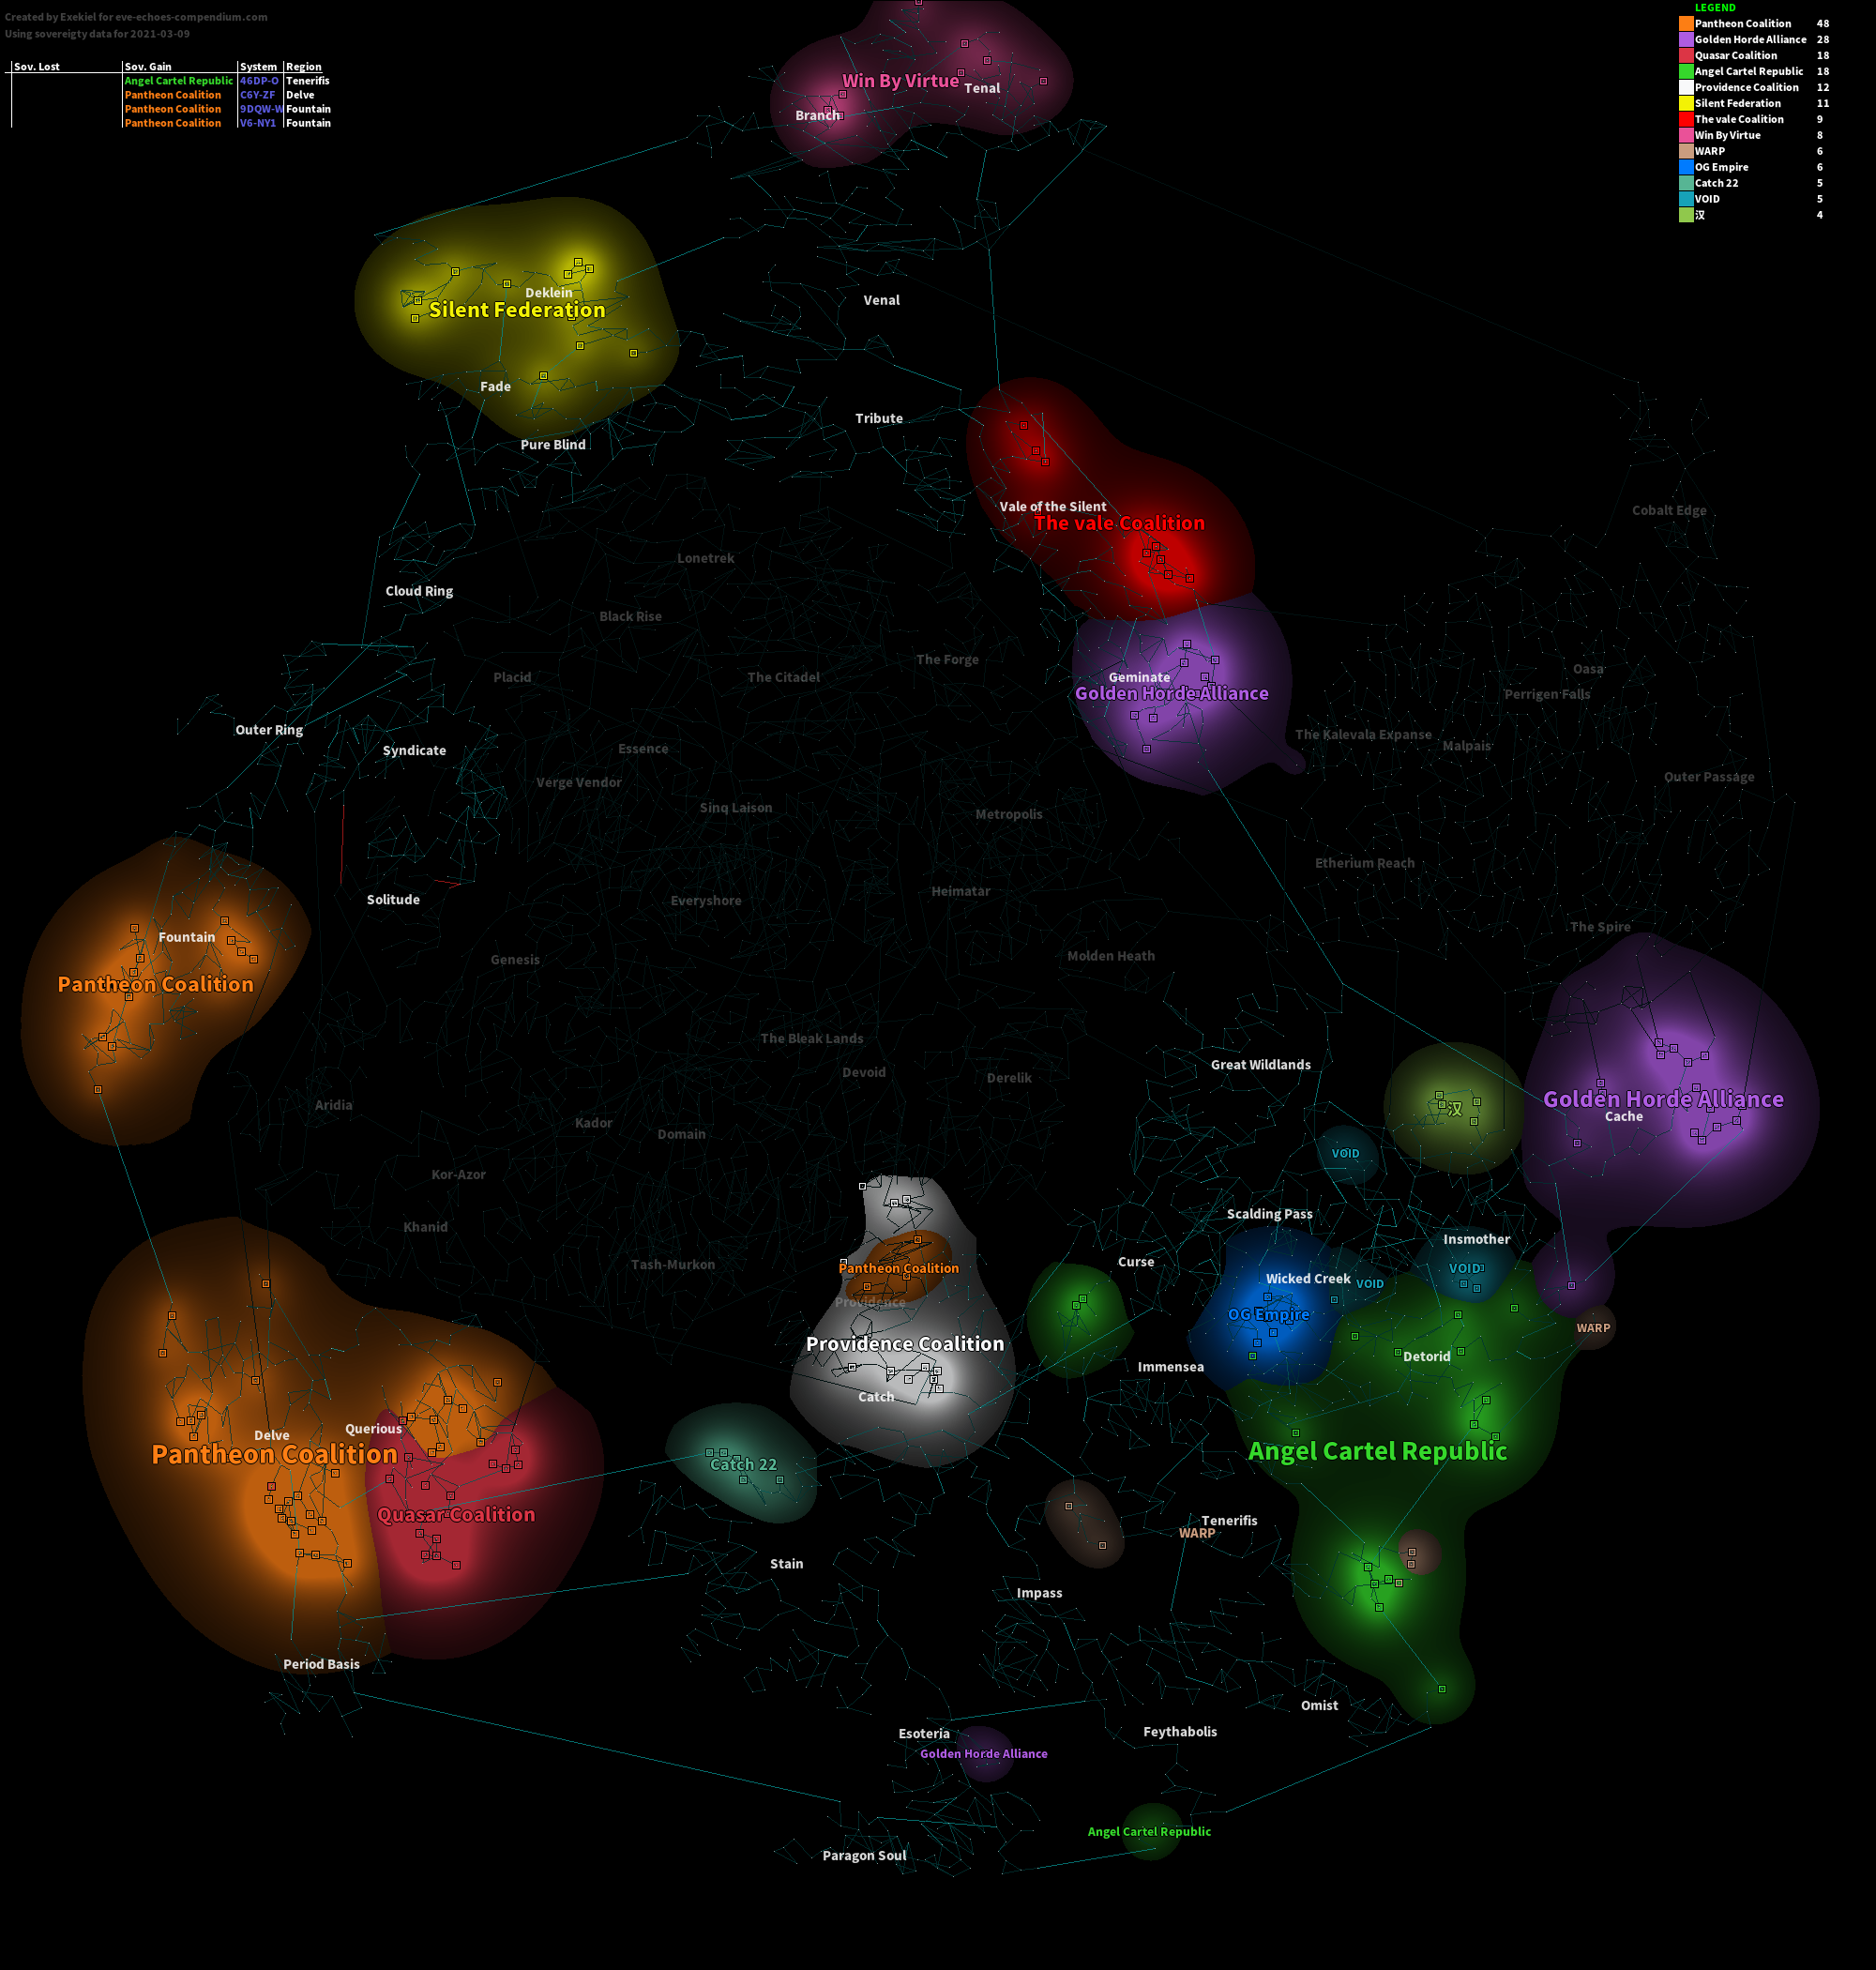 Created by Exekiel for eve-echoes-compendium.com
Using sovereigty data for 2021-03-09
Sov. Lost Sov. Gain System Region
Angel Cartel Republic 46DP-O Tenerifis
Pantheon Coalition C6Y-ZF Delve
Pantheon Coalition 9DQW-W Fountain
Pantheon Coalition V6-NY1 Fountain
LEGEND
Pantheon Coalition 48
Golden Horde Alliance 28
Quasar Coalition 18
Angel Cartel Republic 18
Providence Coalition 12
Silent Federation 11
The vale Coalition 9
Win By Virtue 8
WARP 6
OG Empire 6
Catch 22 5
VOID 5
汉 4
Win By Virtue
Tenal
Branch
Deklein
Venal
Silent Federation
Fade
Tribute
Pure Blind
Vale of the Silent
Cobalt Edge
The vale Coalition
Lonetrek
Cloud Ring
Black Rise
The Forge
Oasa
Placid
The Citadel
Geminate
Golden Horde Alliance
Perrigen Falls
Outer Ring
The Kalevala Expanse
Malpais
Syndicate
Essence
Outer Passage
Verge Vendor
Sinq Laison
Metropolis
Etherium Reach
Heimatar
Solitude
Everyshore
The Spire
Fountain
Molden Heath
Genesis
Pantheon Coalition
The Bleak Lands
Great Wildlands
Devoid
Derelik
Golden Horde Alliance
Aridia
汉
Cache
Kador
Domain
VOID
Kor-Azor
Scalding Pass
Khanid
Insmother
Curse
Tash-Murkon
Pantheon Coalition
VOID
Wicked Creek
VOID
Providence
OG Empire
WARP
Providence Coalition
Detorid
Immensea
Catch
Querious
Delve
Pantheon Coalition
Angel Cartel Republic
Catch 22
Quasar Coalition
Tenerifis
WARP
Stain
Impass
Period Basis
Omist
Esoteria
Feythabolis
Golden Horde Alliance
Angel Cartel Republic
Paragon Soul